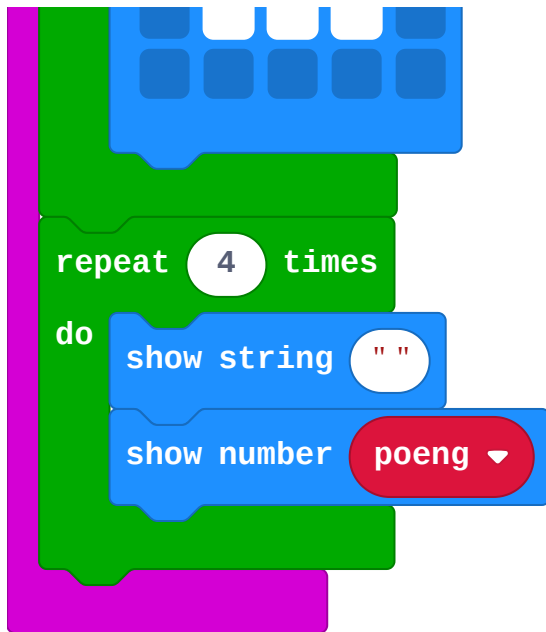 repeat 4 times
do
show string " "
show number poeng